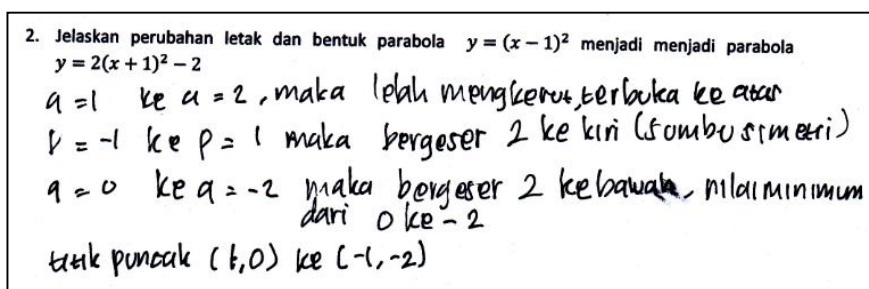 2. Jelaskan perubahan letak dan bentuk parabola y = (x − 1)² menjadi menjadi parabola
y = 2(x + 1)² − 2
a = 1 ke a = 2, maka lebih mengkerut, terbuka ke atas
p = -1 ke p = 1 maka bergeser 2 ke kiri (sumbu simetri)
q = 0 ke q = -2 maka bergeser 2 kebawah, nilai minimum
dari 0 ke -2
titik puncak (1,0) ke (-1,-2)